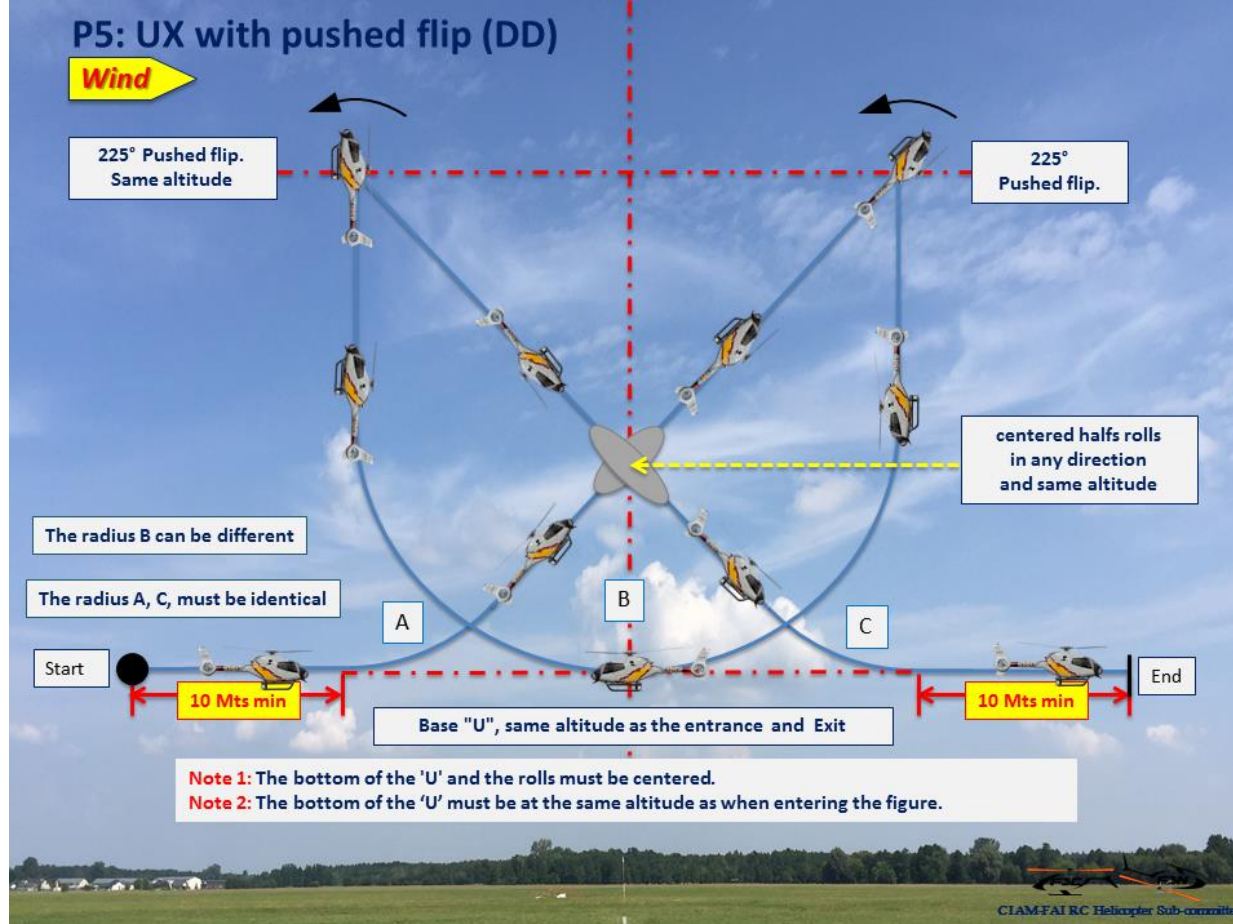 P5: UX with pushed flip (DD)
Wind
225° Pushed flip.
Same altitude
225°
Pushed flip.
centered halfs rolls
in any direction
and same altitude
The radius B can be different
The radius A, C, must be identical
A
B
C
Start
End
10 Mts min
10 Mts min
Base "U", same altitude as the entrance and Exit
Note 1: The bottom of the 'U' and the rolls must be centered.
Note 2: The bottom of the ‘U’ must be at the same altitude as when entering the figure.
CIAM-FAI RC Helicopter Sub-committe